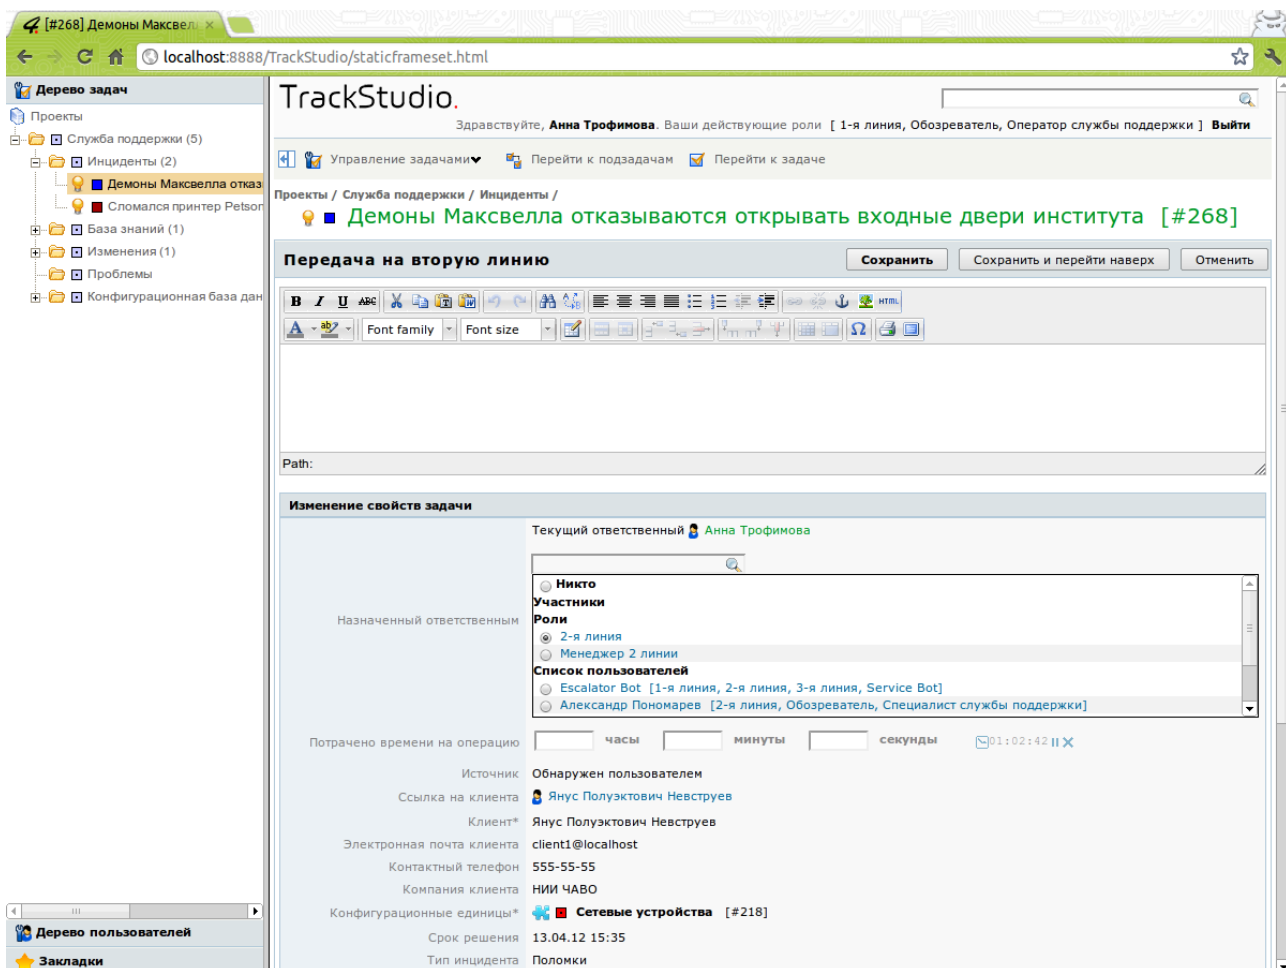 [#268] Демоны Максвел
localhost:8888/TrackStudio/staticframeset.html
Дерево задач
Проекты
Служба поддержки (5)
Инциденты (2)
Демоны Максвелла отказ
Сломался принтер Petson
База знаний (1)
Изменения (1)
Проблемы
Конфигурационная база дан
Дерево пользователей
Закладки
TrackStudio.
Здравствуйте, Анна Трофимова. Ваши действующие роли [ 1-я линия, Обозреватель, Оператор службы поддержки ] Выйти
Управление задачами Перейти к подзадачам Перейти к задаче
Проекты / Служба поддержки / Инциденты /
Демоны Максвелла отказываются открывать входные двери института [#268]
Передача на вторую линию Сохранить Сохранить и перейти наверх Отменить
B I U ABC HTML
A ab Font family Font size Ω
Path:
Изменение свойств задачи
Текущий ответственный Анна Трофимова
Назначенный ответственным
Никто
Участники
Роли
2-я линия
Менеджер 2 линии
Список пользователей
Escalator Bot [1-я линия, 2-я линия, 3-я линия, Service Bot]
Александр Пономарев [2-я линия, Обозреватель, Специалист службы поддержки]
Потрачено времени на операцию часы минуты секунды 01:02:42
Источник Обнаружен пользователем
Ссылка на клиента Янус Полуэктович Невструев
Клиент* Янус Полуэктович Невструев
Электронная почта клиента client1@localhost
Контактный телефон 555-55-55
Компания клиента НИИ ЧАВО
Конфигурационные единицы* Сетевые устройства [#218]
Срок решения 13.04.12 15:35
Тип инцидента Поломки